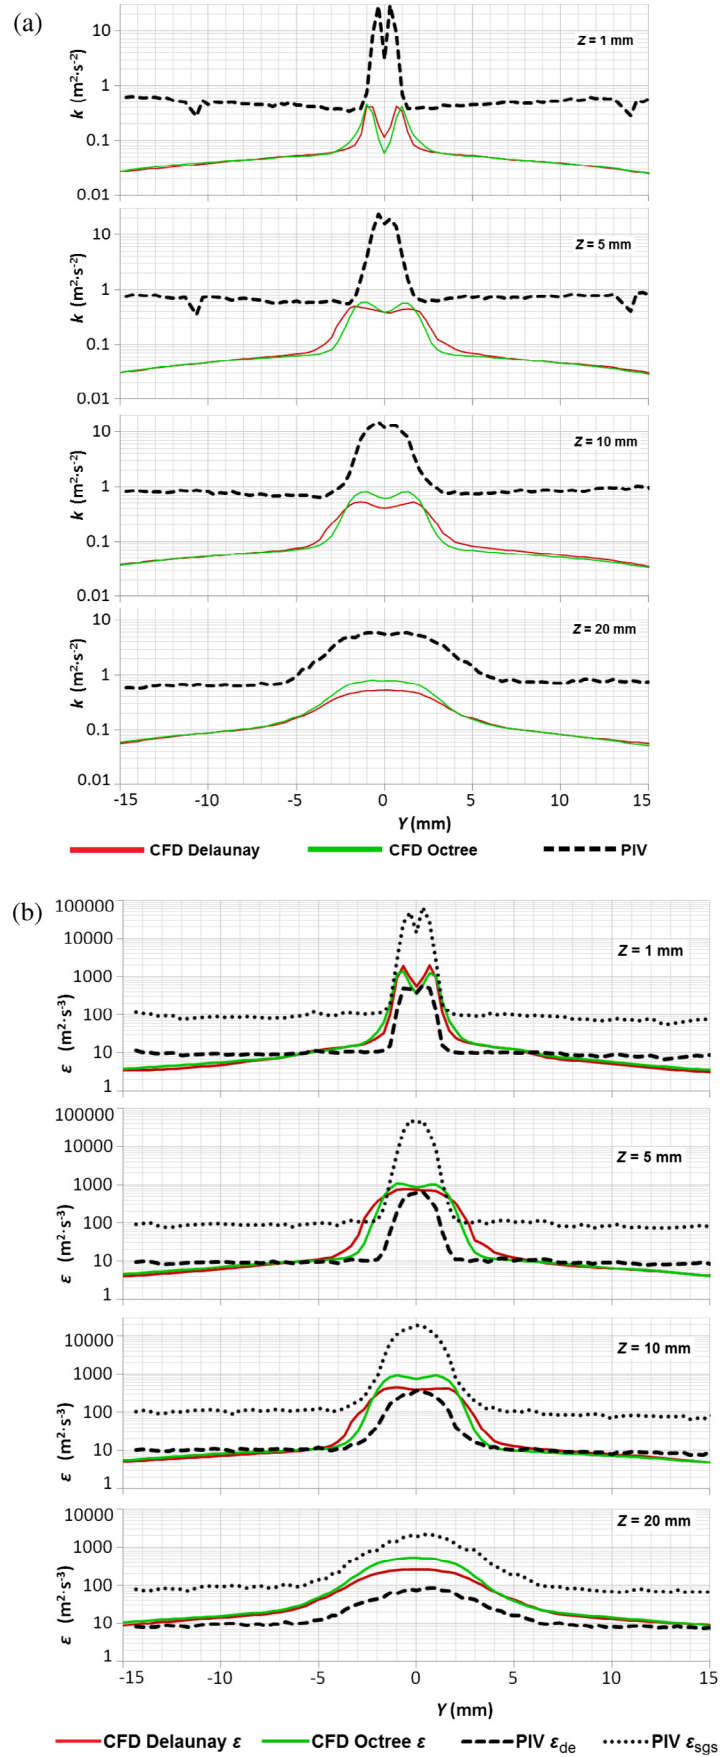 (a)
Z = 1 mm
k (m²·s⁻²)
10
1
0.1
0.01
Z = 5 mm
k (m²·s⁻²)
10
1
0.1
0.01
Z = 10 mm
k (m²·s⁻²)
10
1
0.1
0.01
Z = 20 mm
k (m²·s⁻²)
10
1
0.1
0.01
-15 -10 -5 0 5 10 15
Y (mm)
CFD Delaunay CFD Octree PIV
(b)
Z = 1 mm
ε (m²·s⁻³)
100000
10000
1000
100
10
1
Z = 5 mm
ε (m²·s⁻³)
100000
10000
1000
100
10
1
Z = 10 mm
ε (m²·s⁻³)
10000
1000
100
10
1
Z = 20 mm
ε (m²·s⁻³)
10000
1000
100
10
1
-15 -10 -5 0 5 10 15
Y (mm)
CFD Delaunay ε CFD Octree ε PIV ε_de PIV ε_sgs